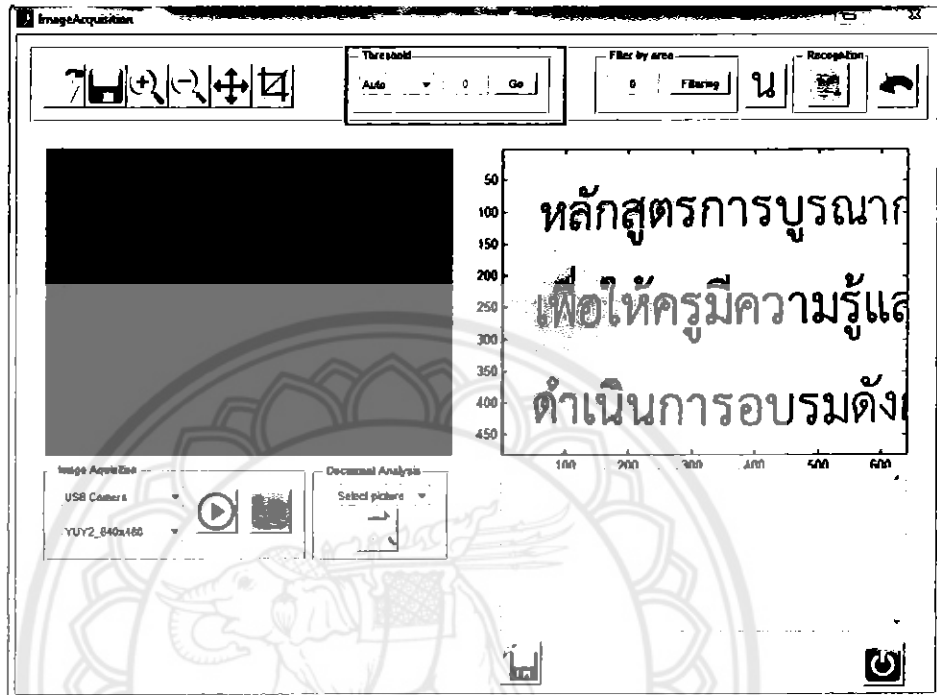 ImageAcquisition
Threshold
Auto 0 Go
Filter by area
0 Filtering
น
Recognition
50
100
150
200
250
300
350
400
450
หลักสูตรการบูรณาก
เพื่อให้ครูมีความรู้แล
ดำเนินการอบรมดัง
100 200 300 400 500 600
Image Aquisition
USB Camera
YUY2_640x480
Document Analysis
Select picture